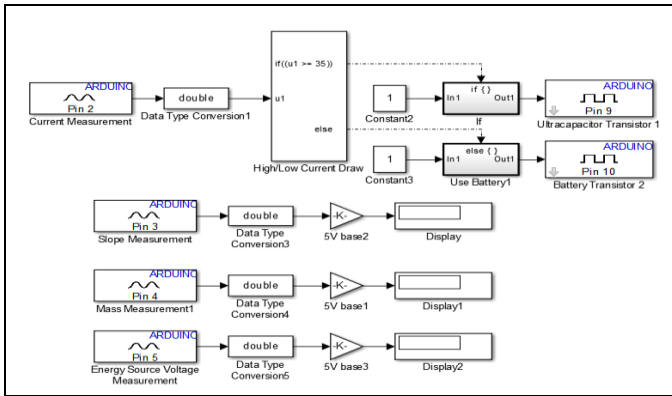 ARDUINO
Pin 2
Current Measurement
double
Data Type Conversion1
if((u1 >= 35))
u1
else
High/Low Current Draw
1
Constant2
if { }
In1 Out1
If
ARDUINO
Pin 9
Ultracapacitor Transistor 1
1
Constant3
else { }
In1 Out1
Use Battery1
ARDUINO
Pin 10
Battery Transistor 2
ARDUINO
Pin 3
Slope Measurement
double
Data Type
Conversion3
-K-
5V base2
Display
ARDUINO
Pin 4
Mass Measurement1
double
Data Type
Conversion4
-K-
5V base1
Display1
ARDUINO
Pin 5
Energy Source Voltage
Measurement
double
Data Type
Conversion5
-K-
5V base3
Display2